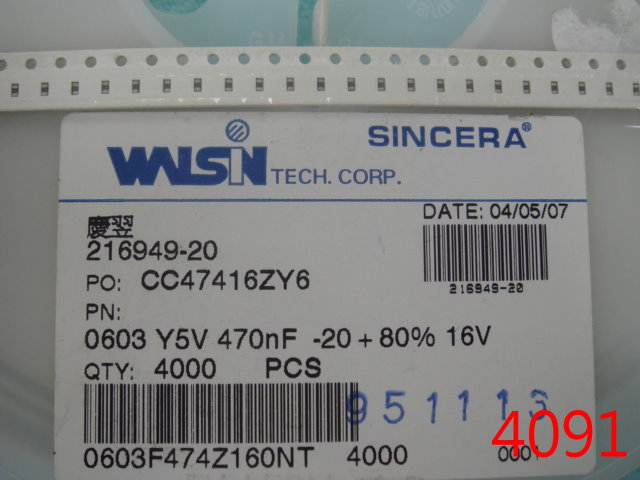 SINCERA®
WALSIN TECH. CORP.
DATE: 04/05/07
慶翌
216949-20
216949-20
PO: CC47416ZY6
PN:
0603 Y5V 470nF -20 + 80% 16V
QTY: 4000 PCS
951113
4091
0603F474Z160NT 4000 0001